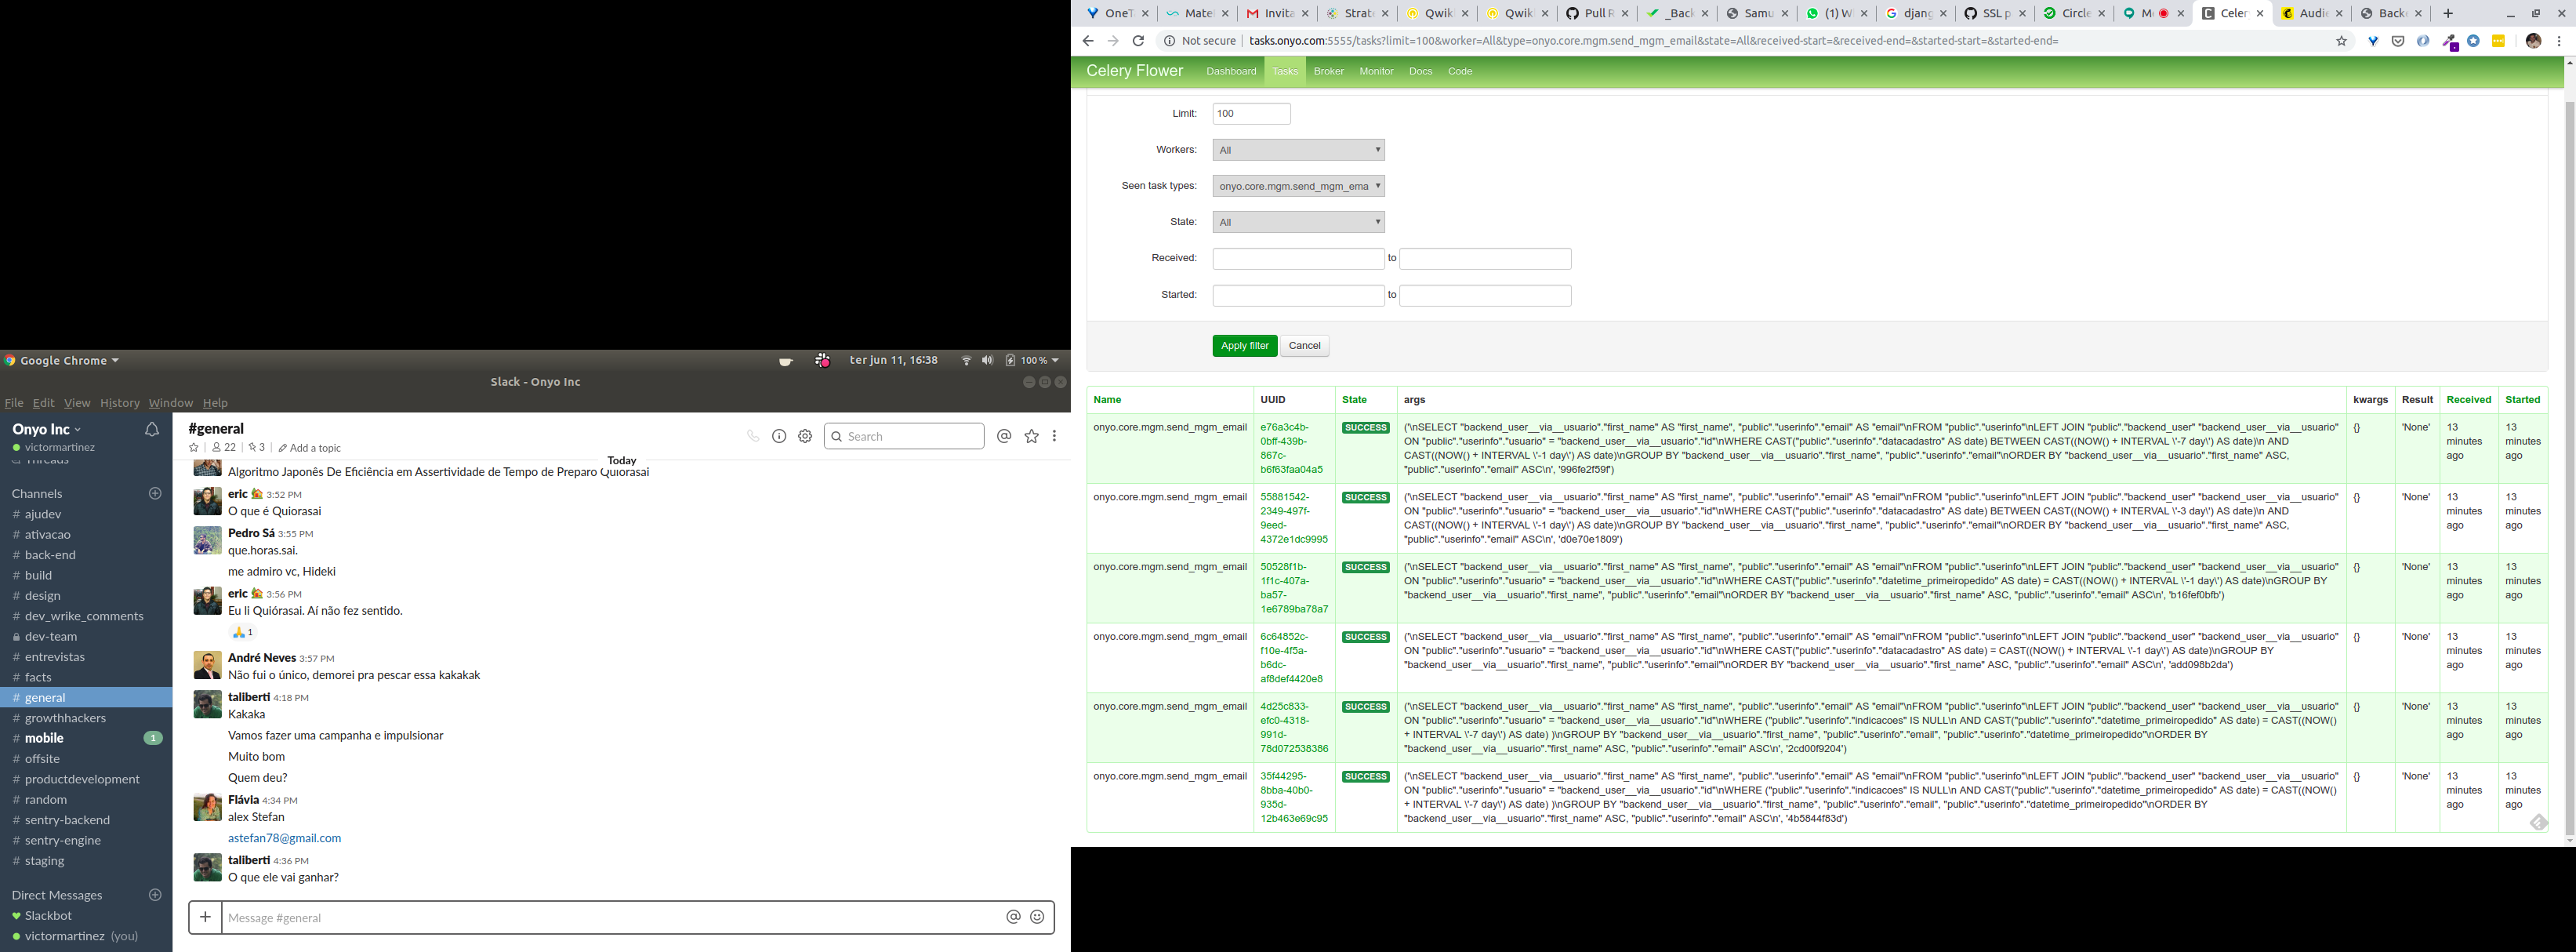 Google Chrome
ter jun 11, 16:38
100 %
Slack - Onyo Inc
File Edit View History Window Help
Onyo Inc
victormartinez
Threads
Channels
# ajudev
# ativacao
# back-end
# build
# design
# dev_wrike_comments
dev-team
# entrevistas
# facts
# general
# growthhackers
# mobile 1
# offsite
# productdevelopment
# random
# sentry-backend
# sentry-engine
# staging
Direct Messages
Slackbot
victormartinez (you)
#general
22 | 3 | Add a topic
Search
Today
Algoritmo Japonês De Eficiência em Assertividade de Tempo de Preparo Quiorasai
eric 3:52 PM
O que é Quiorasai
Pedro Sá 3:55 PM
que.horas.sai.
me admiro vc, Hideki
eric 3:56 PM
Eu li Quiórasai. Aí não fez sentido.
1
André Neves 3:57 PM
Não fui o único, demorei pra pescar essa kakakak
taliberti 4:18 PM
Kakaka
Vamos fazer uma campanha e impulsionar
Muito bom
Quem deu?
Flávia 4:34 PM
alex Stefan
astefan78@gmail.com
taliberti 4:36 PM
O que ele vai ganhar?
Message #general
OneT Mate Invita Strate Qwik Qwik Pull R _Back Samu (1) W djang SSL p Circle M Celer Audie Back
Not secure | tasks.onyo.com:5555/tasks?limit=100&worker=All&type=onyo.core.mgm.send_mgm_email&state=All&received-start=&received-end=&started-start=&started-end=
Celery Flower Dashboard Tasks Broker Monitor Docs Code
Limit: 100
Workers: All
Seen task types: onyo.core.mgm.send_mgm_ema
State: All
Received: to
Started: to
Apply filter Cancel
Name UUID State args kwargs Result Received Started
onyo.core.mgm.send_mgm_email
e76a3c4b-
0bff-439b-
867c-
b6f63faa04a5
SUCCESS
('\nSELECT "backend_user__via__usuario"."first_name" AS "first_name", "public"."userinfo"."email" AS "email"\nFROM "public"."userinfo"\nLEFT JOIN "public"."backend_user" "backend_user__via__usuario"
ON "public"."userinfo"."usuario" = "backend_user__via__usuario"."id"\nWHERE CAST("public"."userinfo"."datacadastro" AS date) BETWEEN CAST((NOW() + INTERVAL \'-7 day\') AS date)\n AND
CAST((NOW() + INTERVAL \'-1 day\') AS date)\nGROUP BY "backend_user__via__usuario"."first_name", "public"."userinfo"."email"\nORDER BY "backend_user__via__usuario"."first_name" ASC,
"public"."userinfo"."email" ASC\n', '996fe2f59f')
{}
'None'
13
minutes
ago
13
minutes
ago
onyo.core.mgm.send_mgm_email
55881542-
2349-497f-
9eed-
4372e1dc9995
SUCCESS
('\nSELECT "backend_user__via__usuario"."first_name" AS "first_name", "public"."userinfo"."email" AS "email"\nFROM "public"."userinfo"\nLEFT JOIN "public"."backend_user" "backend_user__via__usuario"
ON "public"."userinfo"."usuario" = "backend_user__via__usuario"."id"\nWHERE CAST("public"."userinfo"."datacadastro" AS date) BETWEEN CAST((NOW() + INTERVAL \'-3 day\') AS date)\n AND
CAST((NOW() + INTERVAL \'-1 day\') AS date)\nGROUP BY "backend_user__via__usuario"."first_name", "public"."userinfo"."email"\nORDER BY "backend_user__via__usuario"."first_name" ASC,
"public"."userinfo"."email" ASC\n', 'd0e70e1809')
{}
'None'
13
minutes
ago
13
minutes
ago
onyo.core.mgm.send_mgm_email
50528f1b-
1f1c-407a-
ba57-
1e6789ba78a7
SUCCESS
('\nSELECT "backend_user__via__usuario"."first_name" AS "first_name", "public"."userinfo"."email" AS "email"\nFROM "public"."userinfo"\nLEFT JOIN "public"."backend_user" "backend_user__via__usuario"
ON "public"."userinfo"."usuario" = "backend_user__via__usuario"."id"\nWHERE CAST("public"."userinfo"."datetime_primeiropedido" AS date) = CAST((NOW() + INTERVAL \'-1 day\') AS date)\nGROUP BY
"backend_user__via__usuario"."first_name", "public"."userinfo"."email"\nORDER BY "backend_user__via__usuario"."first_name" ASC, "public"."userinfo"."email" ASC\n', 'b16fef0bfb')
{}
'None'
13
minutes
ago
13
minutes
ago
onyo.core.mgm.send_mgm_email
6c64852c-
f10e-4f5a-
b6dc-
af8def4420e8
SUCCESS
('\nSELECT "backend_user__via__usuario"."first_name" AS "first_name", "public"."userinfo"."email" AS "email"\nFROM "public"."userinfo"\nLEFT JOIN "public"."backend_user" "backend_user__via__usuario"
ON "public"."userinfo"."usuario" = "backend_user__via__usuario"."id"\nWHERE CAST("public"."userinfo"."datacadastro" AS date) = CAST((NOW() + INTERVAL \'-1 day\') AS date)\nGROUP BY
"backend_user__via__usuario"."first_name", "public"."userinfo"."email"\nORDER BY "backend_user__via__usuario"."first_name" ASC, "public"."userinfo"."email" ASC\n', 'add098b2da')
{}
'None'
13
minutes
ago
13
minutes
ago
onyo.core.mgm.send_mgm_email
4d25c833-
efc0-4318-
991d-
78d072538386
SUCCESS
('\nSELECT "backend_user__via__usuario"."first_name" AS "first_name", "public"."userinfo"."email" AS "email"\nFROM "public"."userinfo"\nLEFT JOIN "public"."backend_user" "backend_user__via__usuario"
ON "public"."userinfo"."usuario" = "backend_user__via__usuario"."id"\nWHERE ("public"."userinfo"."indicacoes" IS NULL\n AND CAST("public"."userinfo"."datetime_primeiropedido" AS date) = CAST((NOW()
+ INTERVAL \'-7 day\') AS date) )\nGROUP BY "backend_user__via__usuario"."first_name", "public"."userinfo"."email", "public"."userinfo"."datetime_primeiropedido"\nORDER BY
"backend_user__via__usuario"."first_name" ASC, "public"."userinfo"."email" ASC\n', '2cd00f9204')
{}
'None'
13
minutes
ago
13
minutes
ago
onyo.core.mgm.send_mgm_email
35f44295-
8bba-40b0-
935d-
12b463e69c95
SUCCESS
('\nSELECT "backend_user__via__usuario"."first_name" AS "first_name", "public"."userinfo"."email" AS "email"\nFROM "public"."userinfo"\nLEFT JOIN "public"."backend_user" "backend_user__via__usuario"
ON "public"."userinfo"."usuario" = "backend_user__via__usuario"."id"\nWHERE ("public"."userinfo"."indicacoes" IS NULL\n AND CAST("public"."userinfo"."datetime_primeiropedido" AS date) = CAST((NOW()
+ INTERVAL \'-7 day\') AS date) )\nGROUP BY "backend_user__via__usuario"."first_name", "public"."userinfo"."email", "public"."userinfo"."datetime_primeiropedido"\nORDER BY
"backend_user__via__usuario"."first_name" ASC, "public"."userinfo"."email" ASC\n', '4b5844f83d')
{}
'None'
13
minutes
ago
13
minutes
ago